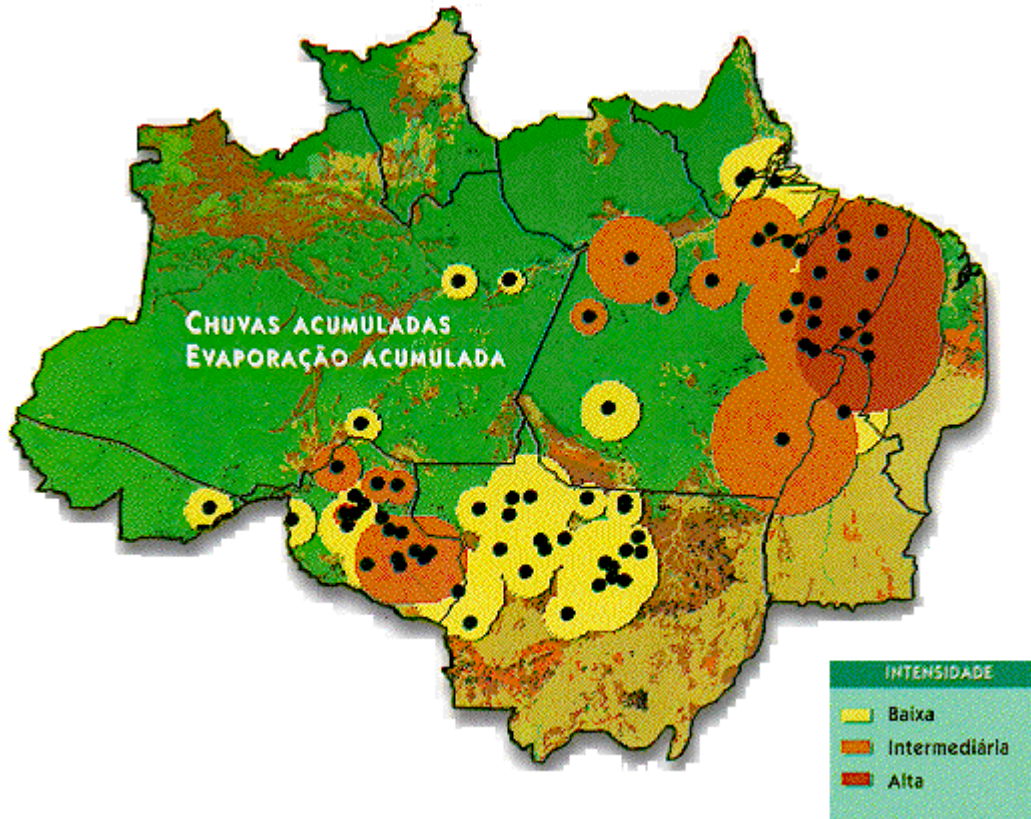 CHUVAS ACUMULADAS
EVAPORAÇÃO ACUMULADA
INTENSIDADE
Baixa
Intermediária
Alta